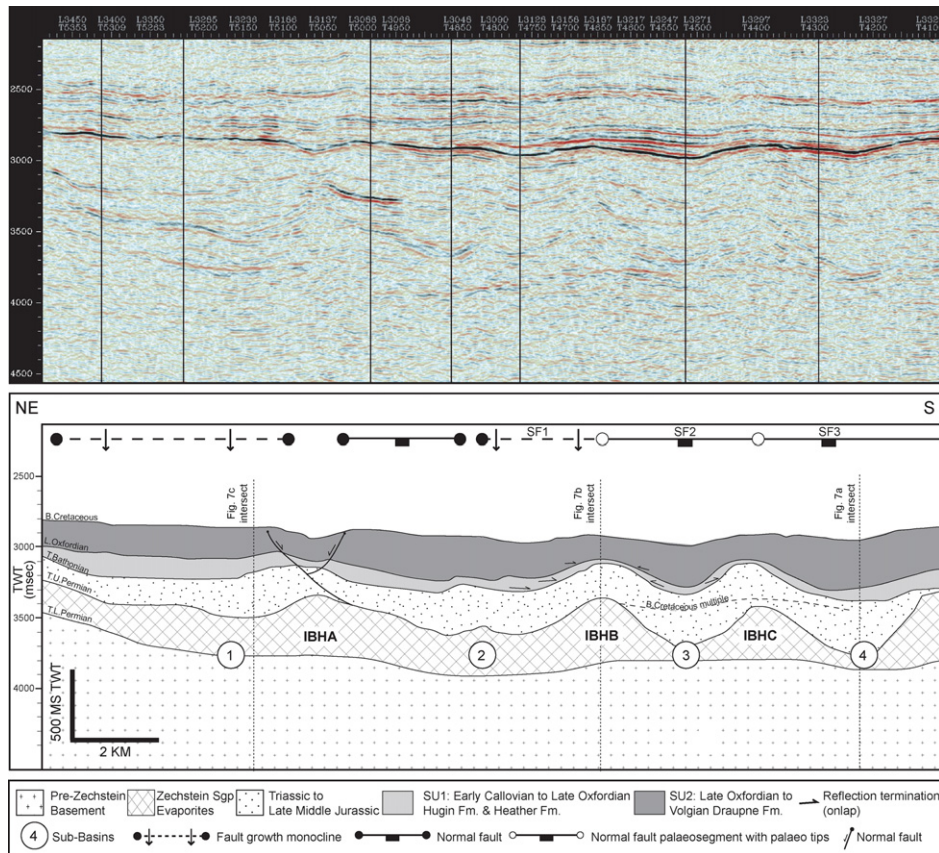 L3450 L3400 L3350 L3265 L3236 L3166 L3137 L3066 L3066 L3046 L3090 L3126 L3156 L3167 L3217 L3247 L3271 L3297 L3323 L3327
T5353 T5309 T5263 T5200 T5150 T5100 T5050 T5000 T4950 T4850 T4800 T4750 T4700 T4650 T4600 T4550 T4500 T4400 T4300 T4200 T4100
2500
3000
3500
4000
4500
NE S
SF1 SF2 SF3
2500
Fig. 7c intersect
Fig. 7b intersect
Fig. 7a intersect
B.Cretaceous
3000
L.Oxfordian
T.Bathonian
TWT (msec)
T.U.Permian
B.Cretaceous multiple
3500
T.L.Permian
IBHA IBHB IBHC
1 2 3 4
4000
500 MS TWT
2 KM
Pre-Zechstein Basement
Zechstein Sgp Evaporites
Triassic to Late Middle Jurassic
SU1: Early Callovian to Late Oxfordian Hugin Fm. & Heather Fm.
SU2: Late Oxfordian to Volgian Draupne Fm.
Reflection termination (onlap)
4 Sub-Basins
Fault growth monocline
Normal fault
Normal fault palaeosegment with palaeo tips
Normal fault